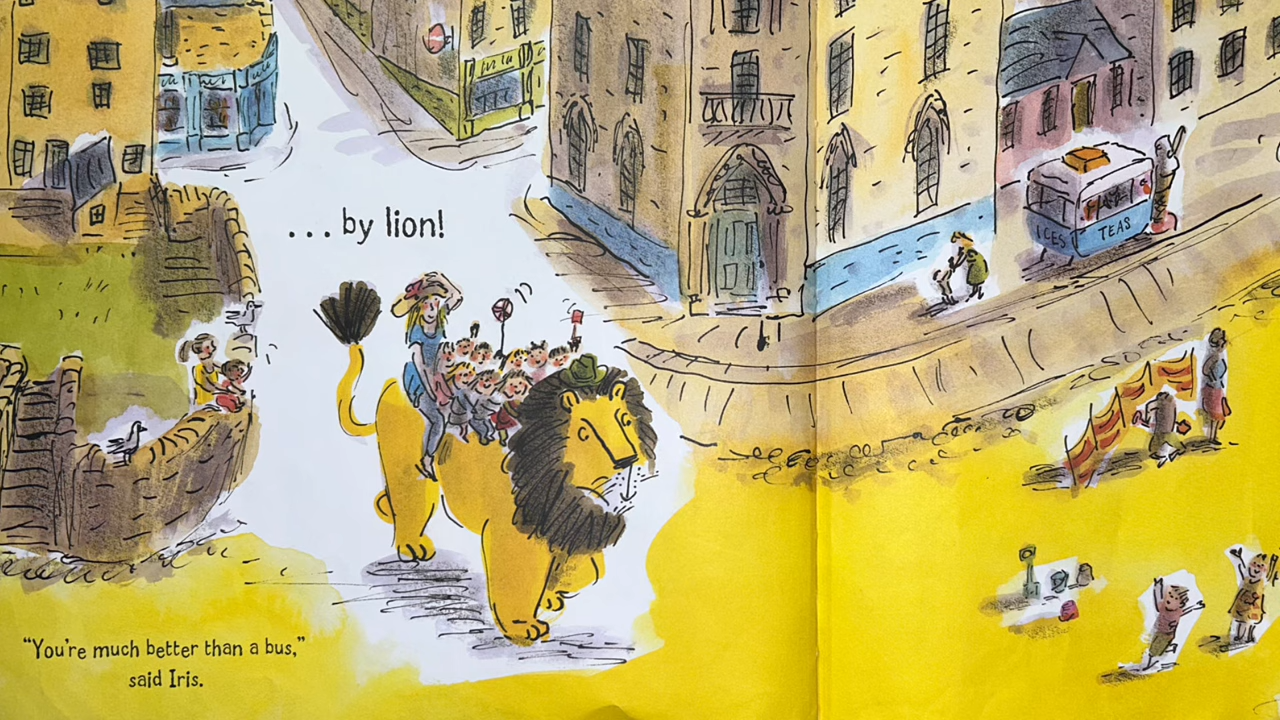 . . . by lion!
ICES
TEAS
"You're much better than a bus,"
said Iris.